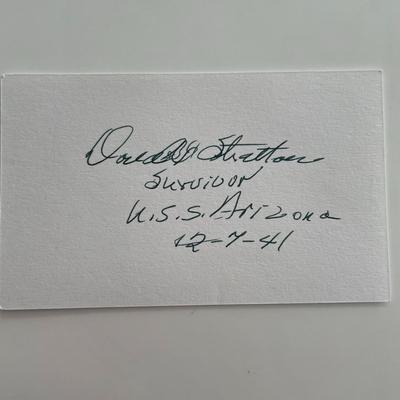 Donald Stratton
Survivor
U.S.S. Arizona
12-7-41